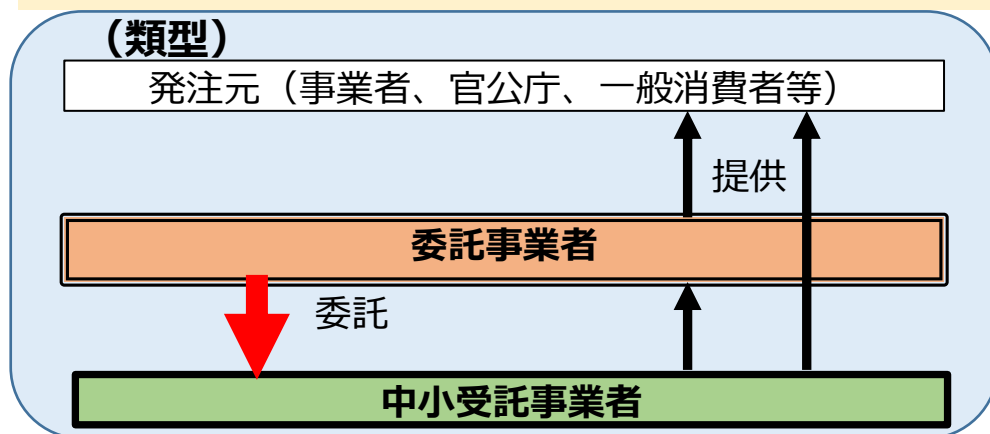 （類型）
発注元（事業者、官公庁、一般消費者等）
提供
委託事業者
委託
中小受託事業者